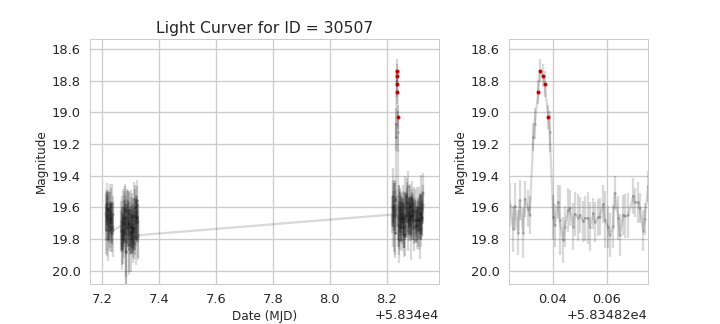 Light Curver for ID = 30507
18.6
18.8
19.0
19.2
19.4
19.6
19.8
20.0
Magnitude
7.2 7.4 7.6 7.8 8.0 8.2
Date (MJD)
+5.834e4
18.6
18.8
19.0
19.2
19.4
19.6
19.8
20.0
Magnitude
0.04 0.06
+5.83482e4